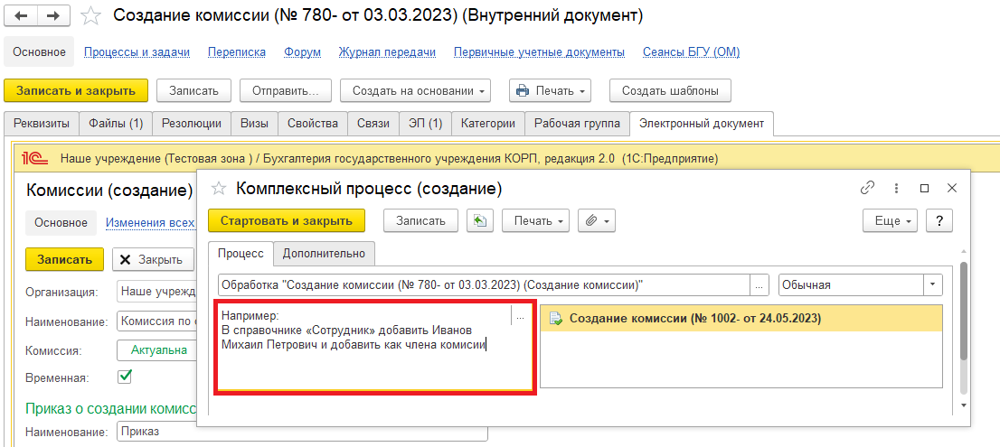 Создание комиссии (№ 780- от 03.03.2023) (Внутренний документ)
Основное Процессы и задачи Переписка Форум Журнал передачи Первичные учетные документы Сеансы БГУ (ОМ)
Записать и закрыть Записать Отправить... Создать на основании Печать Создать шаблоны
Реквизиты Файлы (1) Резолюции Визы Свойства Связи ЭП (1) Категории Рабочая группа Электронный документ
1С Наше учреждение (Тестовая зона ) / Бухгалтерия государственного учреждения КОРП, редакция 2.0 (1С:Предприятие)
Комиссии (создание)
Основное Изменения всех
Записать Закрыть
Организация: Наше учрежд
Наименование: Комиссия по
Комиссия: Актуальна
Временная:
Приказ о создании комисс
Наименование: Приказ
Комплексный процесс (создание)
Стартовать и закрыть Записать Печать Еще ?
Процесс Дополнительно
Обработка "Создание комиссии (№ 780- от 03.03.2023) (Создание комиссии)" ... Обычная
Например: ...
В справочнике «Сотрудник» добавить Иванов
Михаил Петрович и добавить как члена комисии
Создание комиссии (№ 1002- от 24.05.2023)